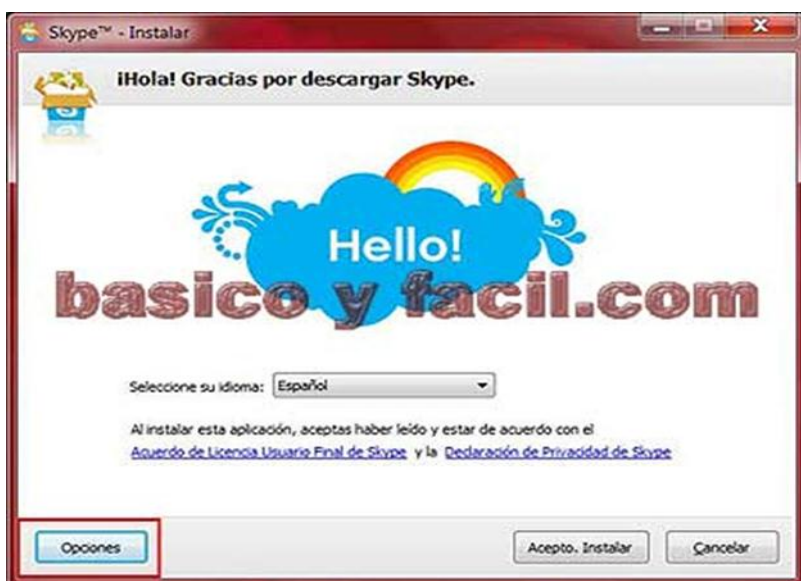 Skype™ - Instalar
¡Hola! Gracias por descargar Skype.
Hello!
basico y facil.com
Seleccione su idioma: Español
Al instalar esta aplicación, aceptas haber leído y estar de acuerdo con el
Acuerdo de Licencia Usuario Final de Skype y la Declaración de Privacidad de Skype
Opciones
Acepto. Instalar
Cancelar